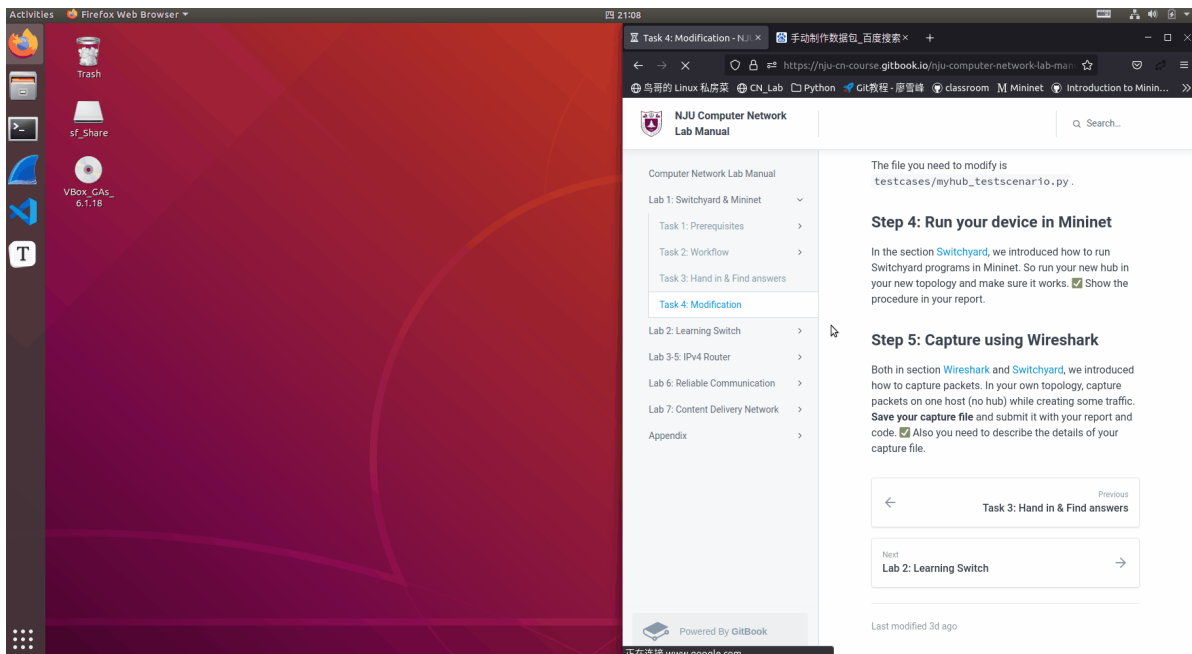 Activities Firefox Web Browser
四 21:08
Trash
sf_Share
VBox_GAs_
6.1.18
T
Task 4: Modification - NJU
手动制作数据包_百度搜索
https://nju-cn-course.gitbook.io/nju-computer-network-lab-man
鸟哥的 Linux 私房菜 CN_Lab Python Git教程 - 廖雪峰 classroom Mininet Introduction to Minin...
NJU Computer Network
Lab Manual
Search...
Computer Network Lab Manual
Lab 1: Switchyard & Mininet
Task 1: Prerequisites
Task 2: Workflow
Task 3: Hand in & Find answers
Task 4: Modification
Lab 2: Learning Switch
Lab 3-5: IPv4 Router
Lab 6: Reliable Communication
Lab 7: Content Delivery Network
Appendix
Powered By GitBook
The file you need to modify is
testcases/myhub_testscenario.py.
Step 4: Run your device in Mininet
In the section Switchyard, we introduced how to run
Switchyard programs in Mininet. So run your new hub in
your new topology and make sure it works. ✅ Show the
procedure in your report.
Step 5: Capture using Wireshark
Both in section Wireshark and Switchyard, we introduced
how to capture packets. In your own topology, capture
packets on one host (no hub) while creating some traffic.
Save your capture file and submit it with your report and
code. ✅ Also you need to describe the details of your
capture file.
Previous
Task 3: Hand in & Find answers
Next
Lab 2: Learning Switch
Last modified 3d ago
正在连接 www.google.com